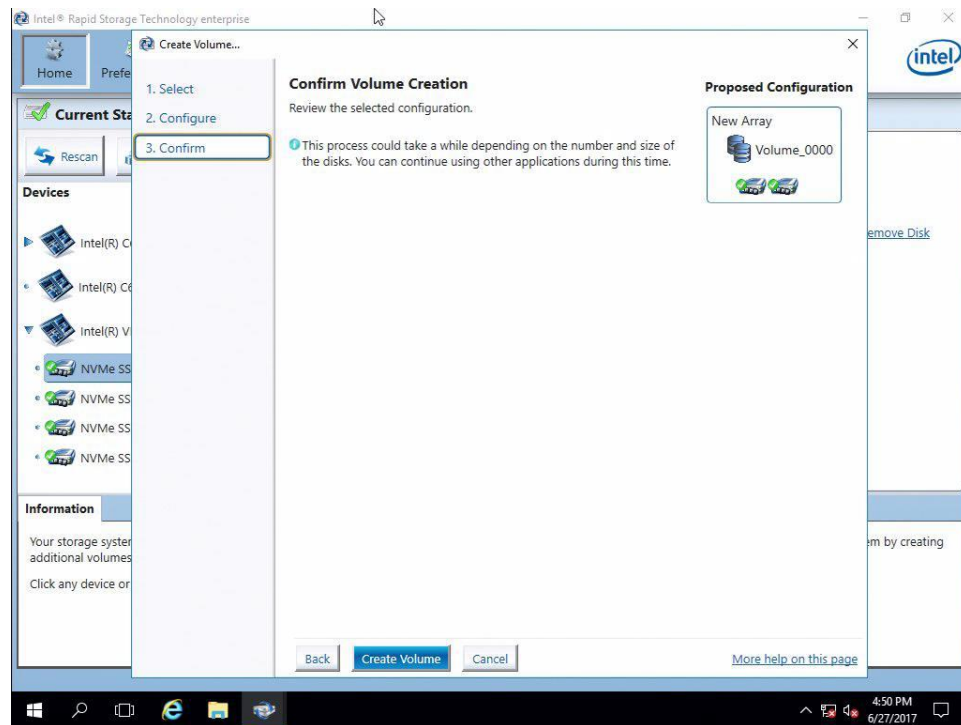 Intel® Rapid Storage Technology enterprise
Create Volume...
Home
Prefe
intel
Current Sta
Rescan
Devices
Intel(R) C
Intel(R) C6
Intel(R) V
NVMe SS
NVMe SS
NVMe SS
NVMe SS
1. Select
2. Configure
3. Confirm
Confirm Volume Creation
Review the selected configuration.
This process could take a while depending on the number and size of
the disks. You can continue using other applications during this time.
Proposed Configuration
New Array
Volume_0000
emove Disk
Information
Your storage syster
additional volumes
Click any device or
em by creating
Back
Create Volume
Cancel
More help on this page
4:50 PM
6/27/2017